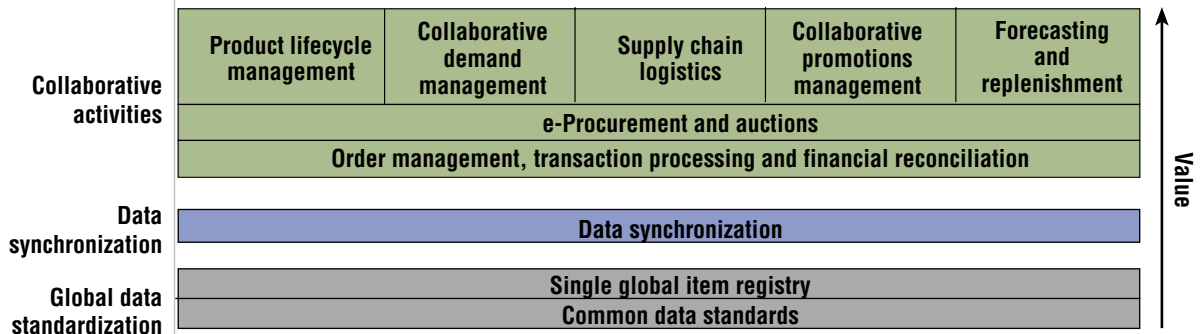 Collaborative
activities
Product lifecycle
management
Collaborative
demand
management
Supply chain
logistics
Collaborative
promotions
management
Forecasting
and
replenishment
e-Procurement and auctions
Order management, transaction processing and financial reconciliation
Data
synchronization
Data synchronization
Global data
standardization
Single global item registry
Common data standards
Value